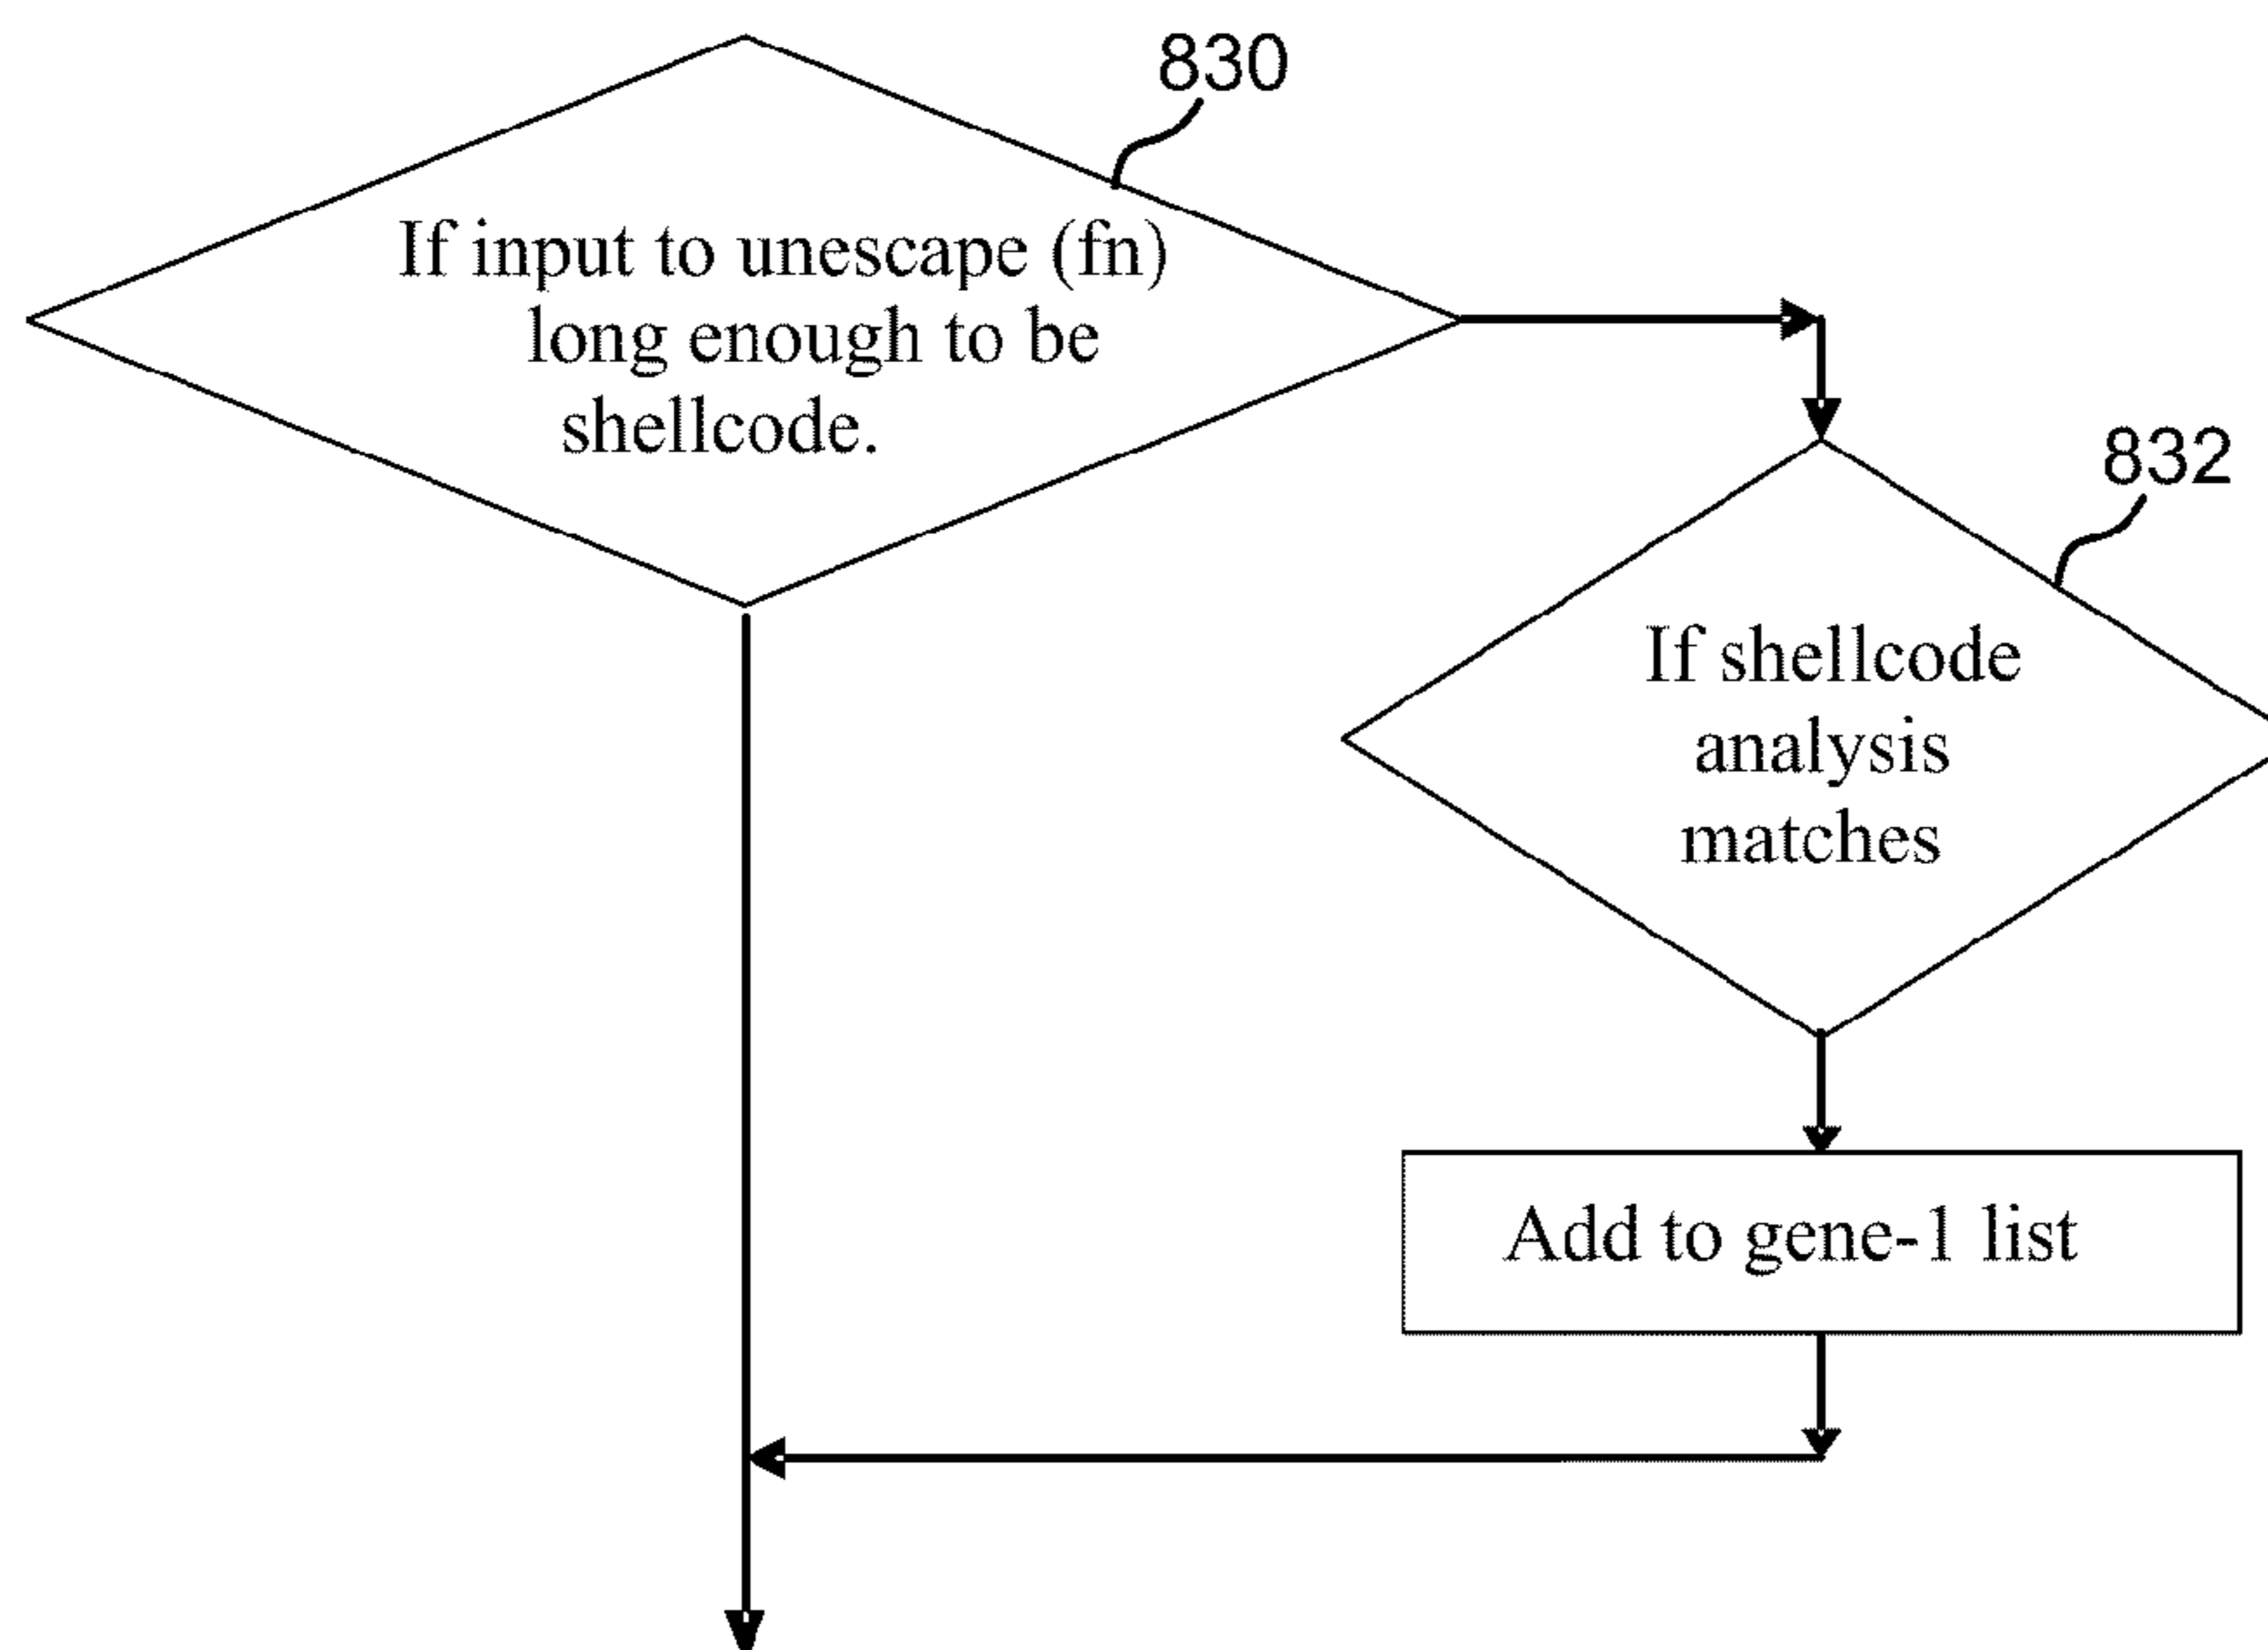 830
If input to unescape (fn)
long enough to be
shellcode.
832
If shellcode
analysis
matches
Add to gene-1 list